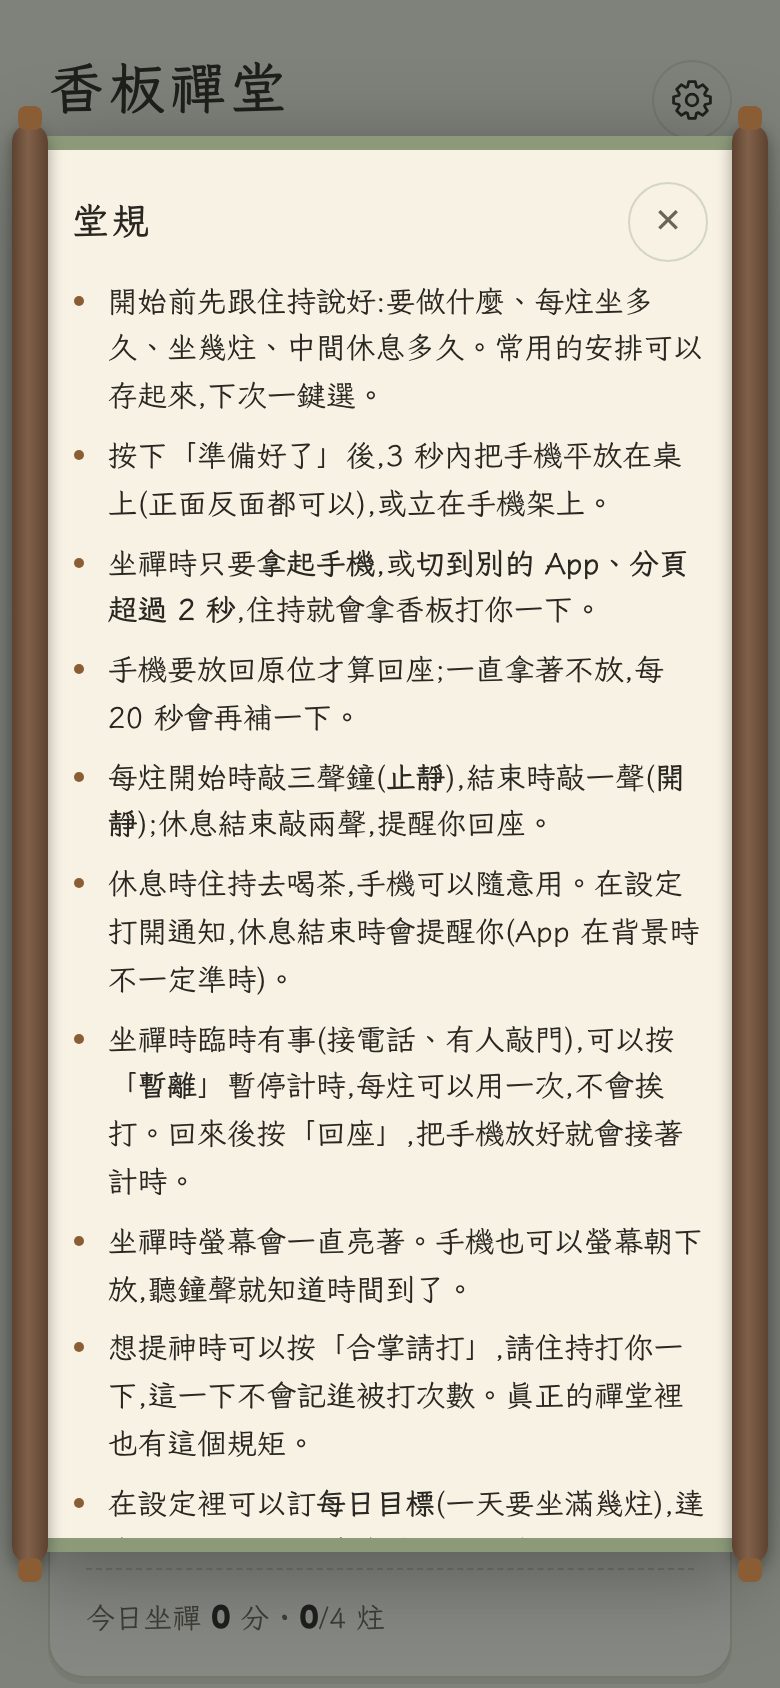 香板禪堂
堂規
開始前先跟住持說好:要做什麼、每炷坐多
久、坐幾炷、中間休息多久。常用的安排可以
存起來,下次一鍵選。
按下「準備好了」後,3 秒內把手機平放在桌
上(正面反面都可以),或立在手機架上。
坐禪時只要拿起手機,或切到別的 App、分頁
超過 2 秒,住持就會拿香板打你一下。
手機要放回原位才算回座;一直拿著不放,每
20 秒會再補一下。
每炷開始時敲三聲鐘(止靜),結束時敲一聲(開
靜);休息結束敲兩聲,提醒你回座。
休息時住持去喝茶,手機可以隨意用。在設定
打開通知,休息結束時會提醒你(App 在背景時
不一定準時)。
坐禪時臨時有事(接電話、有人敲門),可以按
「暫離」暫停計時,每炷可以用一次,不會挨
打。回來後按「回座」,把手機放好就會接著
計時。
坐禪時螢幕會一直亮著。手機也可以螢幕朝下
放,聽鐘聲就知道時間到了。
想提神時可以按「合掌請打」,請住持打你一
下,這一下不會記進被打次數。真正的禪堂裡
也有這個規矩。
在設定裡可以訂每日目標(一天要坐滿幾炷),達
今日坐禪 0 分・0/4 炷